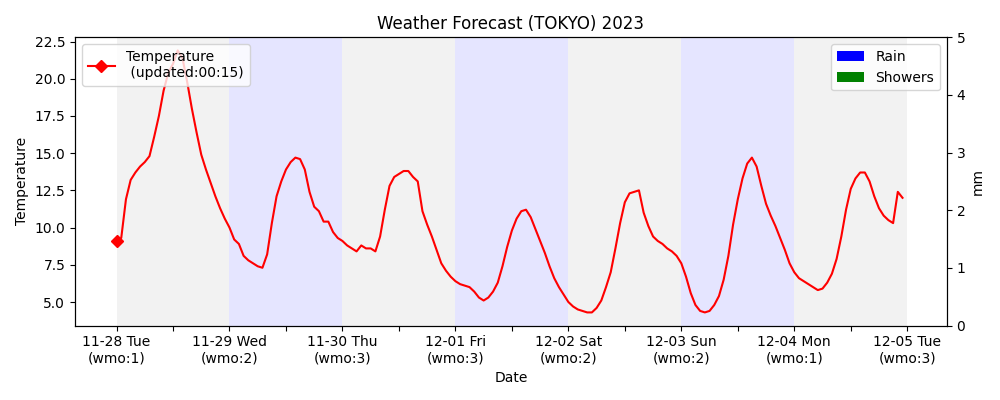 Weather Forecast (TOKYO) 2023
Temperature
(updated:00:15)
Rain
Showers
22.5
20.0
17.5
15.0
12.5
10.0
7.5
5.0
Temperature
5
4
3
2
1
0
mm
11-28 Tue 11-29 Wed 11-30 Thu 12-01 Fri 12-02 Sat 12-03 Sun 12-04 Mon 12-05 Tue
(wmo:1) (wmo:2) (wmo:3) (wmo:3) (wmo:2) (wmo:2) (wmo:1) (wmo:3)
Date